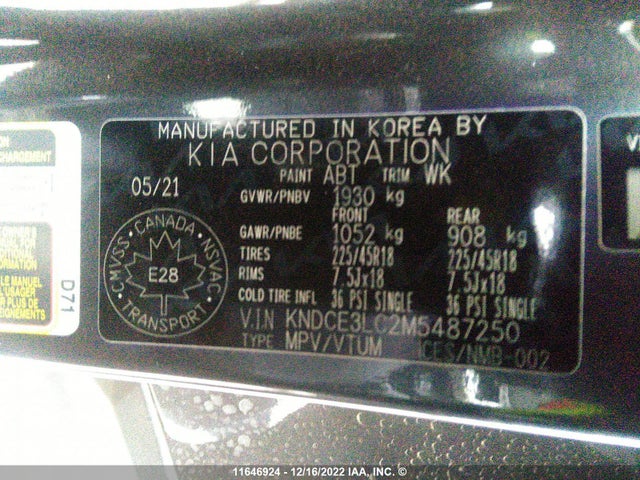 MANUFACTURED IN KOREA BY
KIA CORPORATION
PAINT ABT TRIM WK
05/21
GVWR/PNBV 1930 kg
FRONT REAR
GAWR/PNBE 1052 kg 908 kg
TIRES 225/45R18 225/45R18
RIMS 7.5Jx18 7.5Jx18
COLD TIRE INFL 36 PSI SINGLE 36 PSI SINGLE
V.I.N KNDCE3LC2M5487250
TYPE MPV/VTUM ICES/NMB-002
CMVSS · CANADA · NSVAC
E28
TRANSPORT
CHARGEMENT
LE MANUEL
D71
11646924 - 12/16/2022 IAA, INC. ©